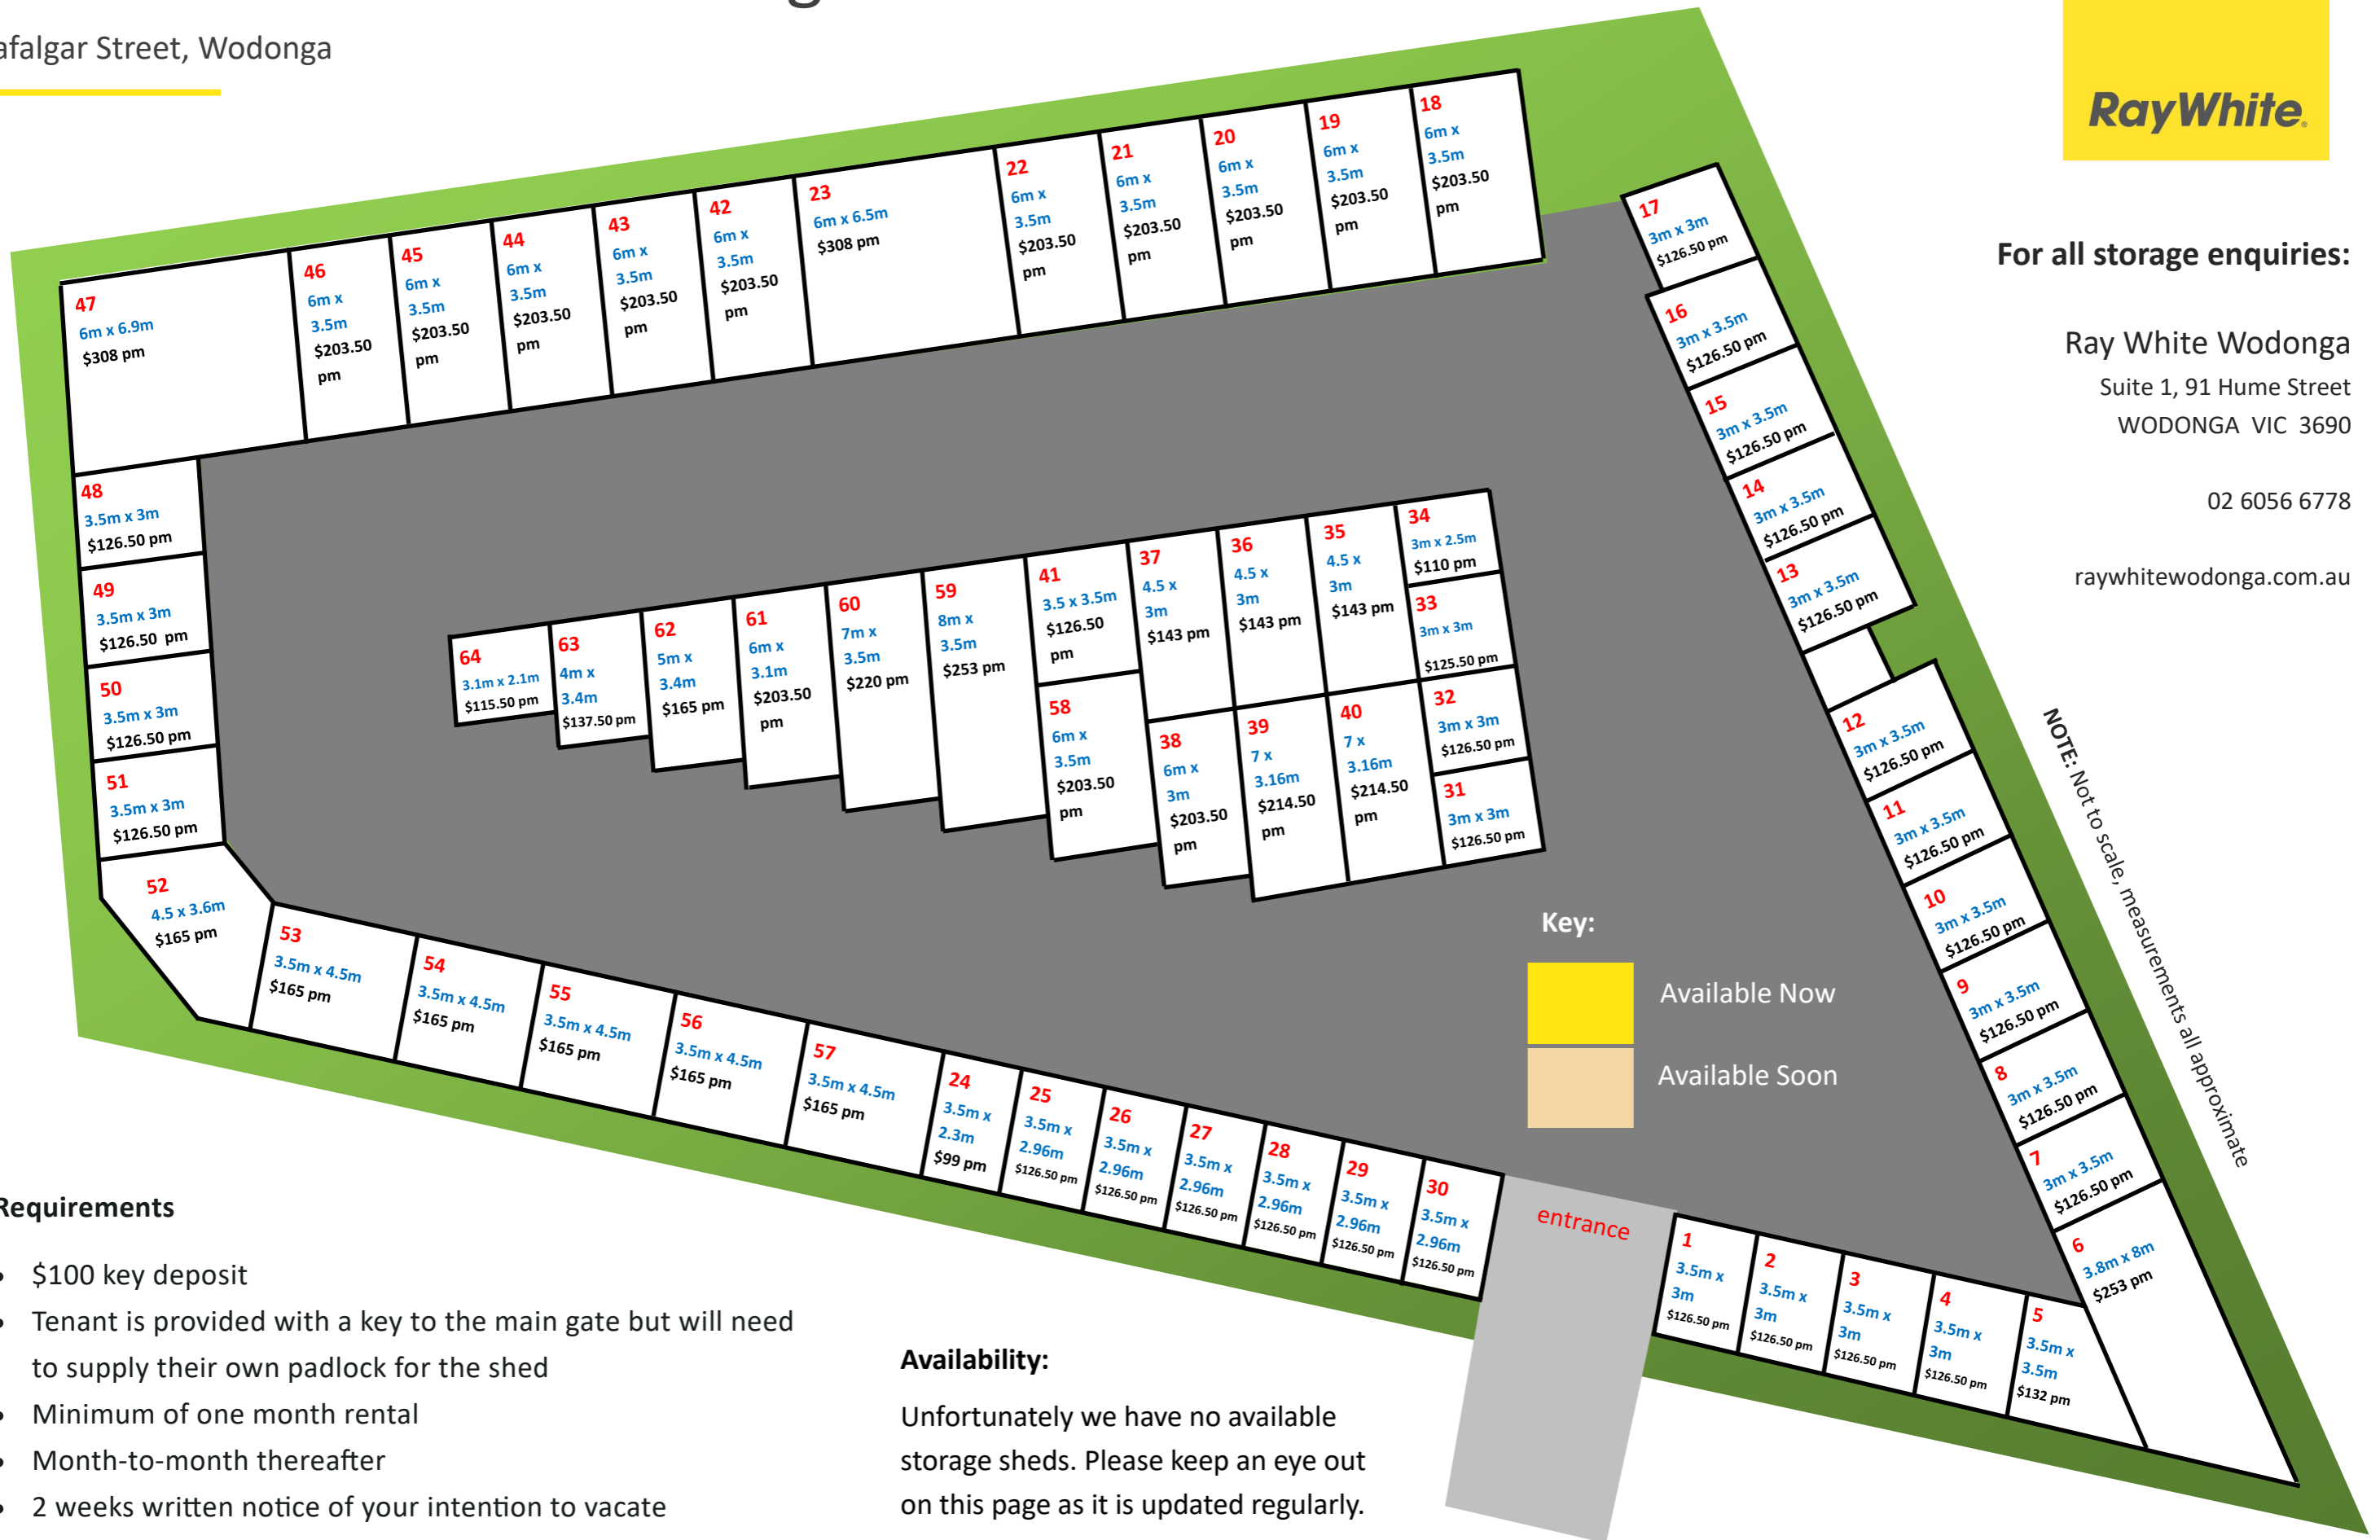 g
afalgar Street, Wodonga
RayWhite.
For all storage enquiries:
Ray White Wodonga
Suite 1, 91 Hume Street
WODONGA VIC 3690
02 6056 6778
raywhitewodonga.com.au
47
6m x 6.9m
$308 pm
46
6m x
3.5m
$203.50
pm
45
6m x
3.5m
$203.50
pm
44
6m x
3.5m
$203.50
pm
43
6m x
3.5m
$203.50
pm
42
6m x
3.5m
$203.50
pm
23
6m x 6.5m
$308 pm
22
6m x
3.5m
$203.50
pm
21
6m x
3.5m
$203.50
pm
20
6m x
3.5m
$203.50
pm
19
6m x
3.5m
$203.50
pm
18
6m x
3.5m
$203.50
pm
17
3m x 3m
$126.50 pm
16
3m x 3.5m
$126.50 pm
15
3m x 3.5m
$126.50 pm
14
3m x 3.5m
$126.50 pm
13
3m x 3.5m
$126.50 pm
12
3m x 3.5m
$126.50 pm
11
3m x 3.5m
$126.50 pm
10
3m x 3.5m
$126.50 pm
9
3m x 3.5m
$126.50 pm
8
3m x 3.5m
$126.50 pm
7
3m x 3.5m
$126.50 pm
6
3.8m x 8m
$253 pm
NOTE: Not to scale, measurements all approximate
48
3.5m x 3m
$126.50 pm
49
3.5m x 3m
$126.50 pm
50
3.5m x 3m
$126.50 pm
51
3.5m x 3m
$126.50 pm
52
4.5 x 3.6m
$165 pm
64
3.1m x 2.1m
$115.50 pm
63
4m x
3.4m
$137.50 pm
62
5m x
3.4m
$165 pm
61
6m x
3.1m
$203.50
pm
60
7m x
3.5m
$220 pm
59
8m x
3.5m
$253 pm
41
3.5 x 3.5m
$126.50
pm
58
6m x
3.5m
$203.50
pm
37
4.5 x
3m
$143 pm
36
4.5 x
3m
$143 pm
35
4.5 x
3m
$143 pm
34
3m x 2.5m
$110 pm
33
3m x 3m
$125.50 pm
38
6m x
3m
$203.50
pm
39
7 x
3.16m
$214.50
pm
40
7 x
3.16m
$214.50
pm
32
3m x 3m
$126.50 pm
31
3m x 3m
$126.50 pm
Key:
Available Now
Available Soon
53
3.5m x 4.5m
$165 pm
54
3.5m x 4.5m
$165 pm
55
3.5m x 4.5m
$165 pm
56
3.5m x 4.5m
$165 pm
57
3.5m x 4.5m
$165 pm
24
3.5m x
2.3m
$99 pm
25
3.5m x
2.96m
$126.50 pm
26
3.5m x
2.96m
$126.50 pm
27
3.5m x
2.96m
$126.50 pm
28
3.5m x
2.96m
$126.50 pm
29
3.5m x
2.96m
$126.50 pm
30
3.5m x
2.96m
$126.50 pm
entrance
1
3.5m x
3m
$126.50 pm
2
3.5m x
3m
$126.50 pm
3
3.5m x
3m
$126.50 pm
4
3.5m x
3m
$126.50 pm
5
3.5m x
3.5m
$132 pm
Requirements
• $100 key deposit
• Tenant is provided with a key to the main gate but will need
to supply their own padlock for the shed
• Minimum of one month rental
• Month-to-month thereafter
• 2 weeks written notice of your intention to vacate
Availability:
Unfortunately we have no available
storage sheds. Please keep an eye out
on this page as it is updated regularly.